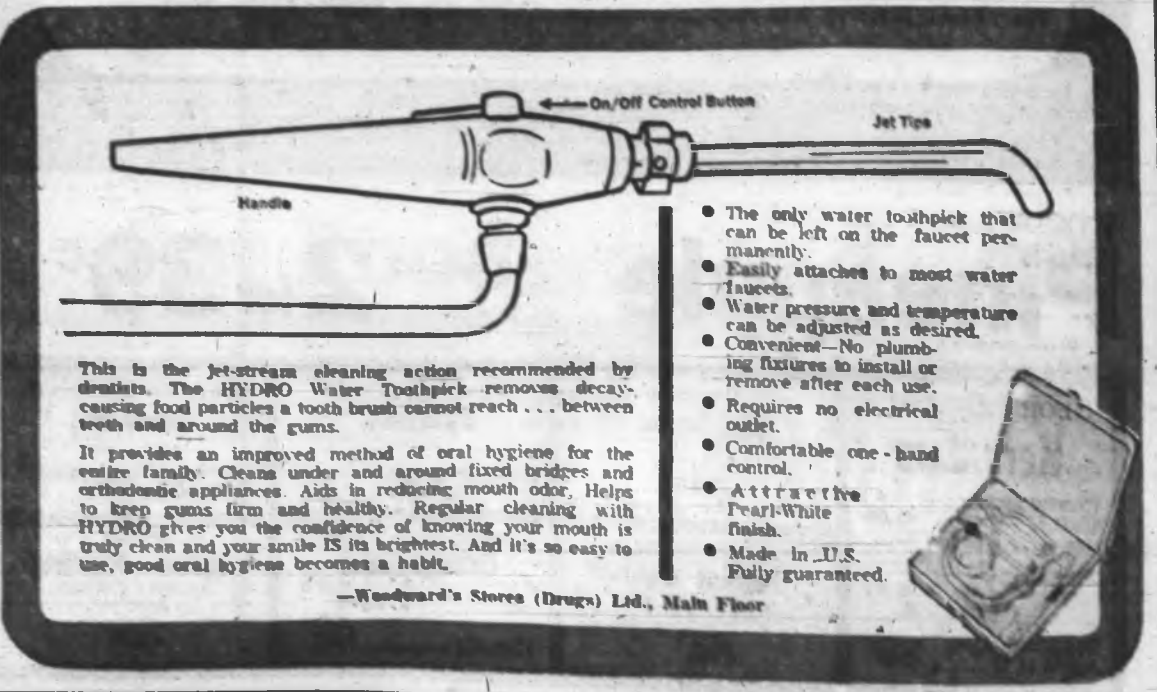 On/Off Control Button
Jet Tips
Handle
This is the jet-stream cleaning action recommended by
dentists. The HYDRO Water Toothpick removes decay-
causing food particles a tooth brush cannot reach . . . between
teeth and around the gums.
It provides an improved method of oral hygiene for the
entire family. Cleans under and around fixed bridges and
orthodontic appliances. Aids in reducing mouth odor, Helps
to keep gums firm and healthy. Regular cleaning with
HYDRO gives you the confidence of knowing your mouth is
truly clean and your smile IS its brightest. And it's so easy to
use, good oral hygiene becomes a habit.
● The only water toothpick that
can be left on the faucet per-
manently.
● Easily attaches to most water
faucets.
● Water pressure and temperature
can be adjusted as desired.
● Convenient—No plumb-
ing fixtures to install or
remove after each use.
● Requires no electrical
outlet.
● Comfortable one-hand
control.
● Attractive
Pearl-White
finish.
● Made in U.S.
Fully guaranteed.
—Woodward's Stores (Drugs) Ltd., Main Floor